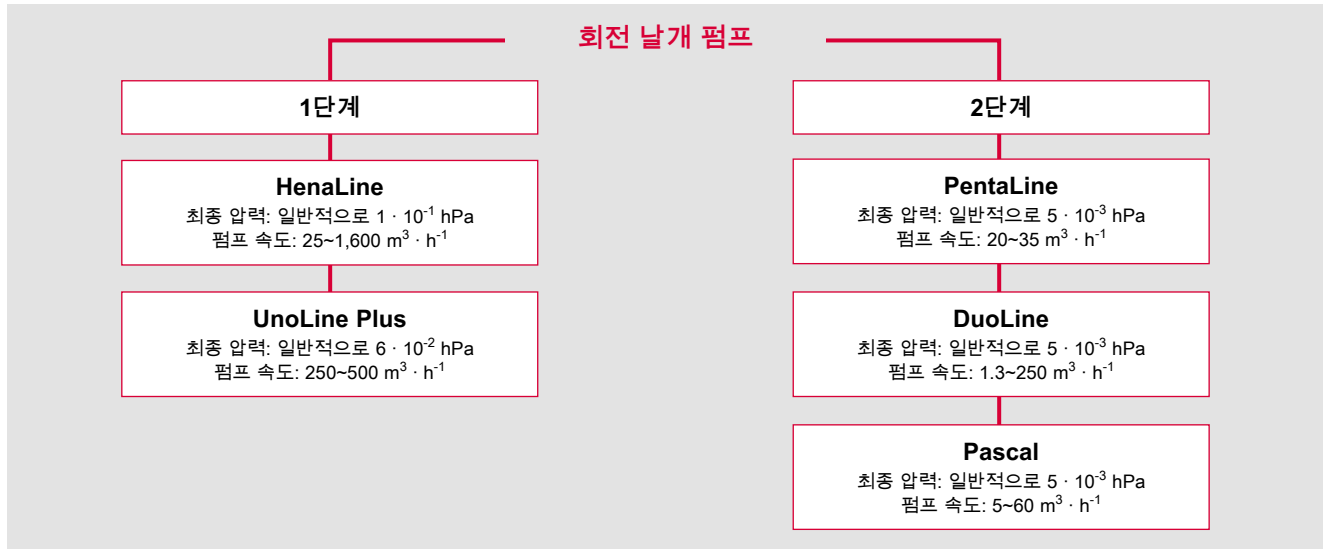 회전 날개 펌프
1단계
HenaLine
최종 압력: 일반적으로 1 · 10⁻¹ hPa
펌프 속도: 25~1,600 m³ · h⁻¹
UnoLine Plus
최종 압력: 일반적으로 6 · 10⁻² hPa
펌프 속도: 250~500 m³ · h⁻¹
2단계
PentaLine
최종 압력: 일반적으로 5 · 10⁻³ hPa
펌프 속도: 20~35 m³ · h⁻¹
DuoLine
최종 압력: 일반적으로 5 · 10⁻³ hPa
펌프 속도: 1.3~250 m³ · h⁻¹
Pascal
최종 압력: 일반적으로 5 · 10⁻³ hPa
펌프 속도: 5~60 m³ · h⁻¹